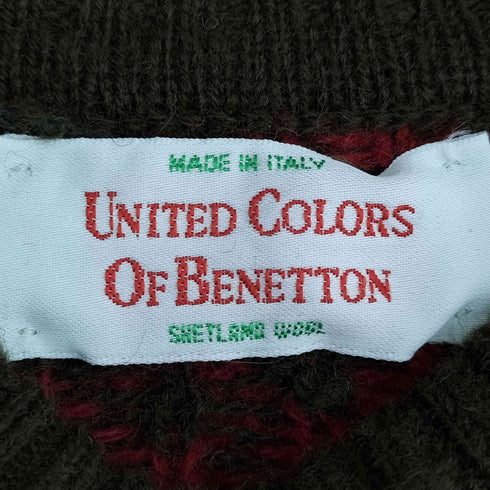 MADE IN ITALY
UNITED COLORS
OF BENETTON
SHETLAND WOOL